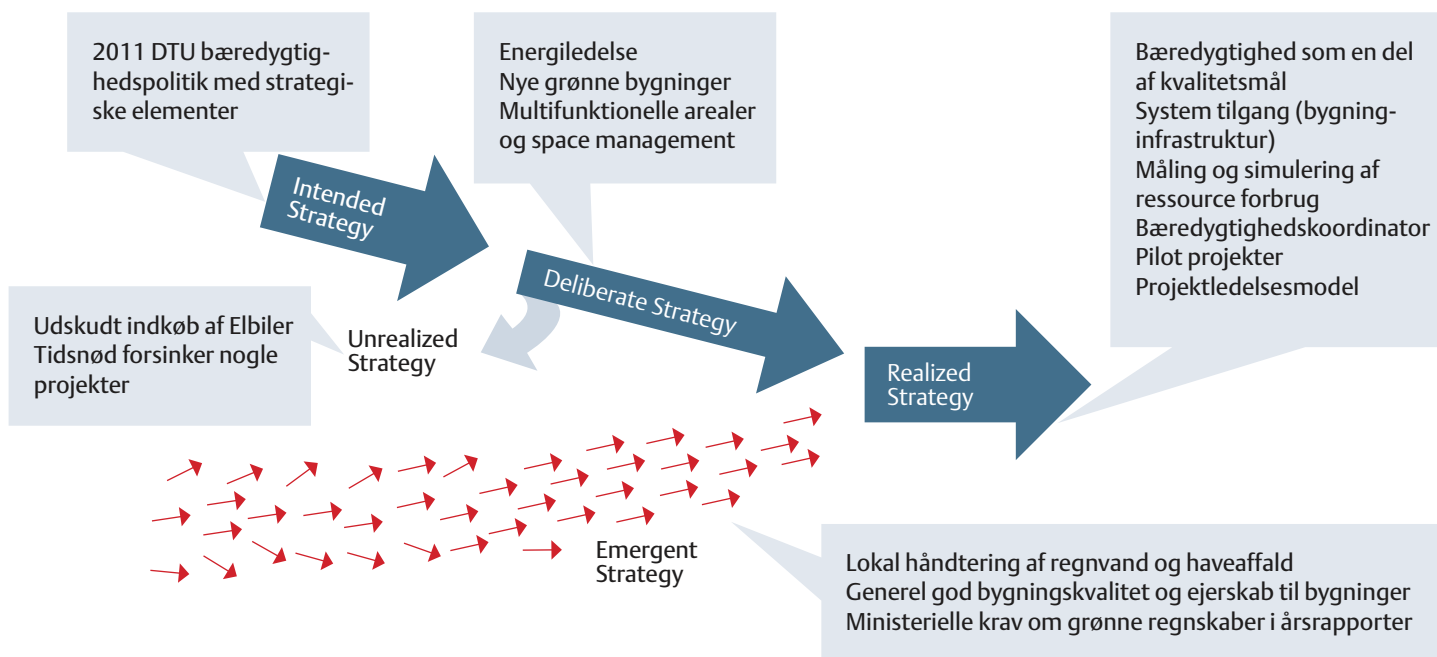 2011 DTU bæredygtig-
hedspolitik med strategi-
ske elementer
Energiledelse
Nye grønne bygninger
Multifunktionelle arealer
og space management
Bæredygtighed som en del
af kvalitetsmål
System tilgang (bygning-
infrastruktur)
Måling og simulering af
ressource forbrug
Bæredygtighedskoordinator
Pilot projekter
Projektledelsesmodel
Intended
Strategy
Deliberate Strategy
Udskudt indkøb af Elbiler
Tidsnød forsinker nogle
projekter
Unrealized
Strategy
Realized
Strategy
Emergent
Strategy
Lokal håndtering af regnvand og haveaffald
Generel god bygningskvalitet og ejerskab til bygninger
Ministerielle krav om grønne regnskaber i årsrapporter